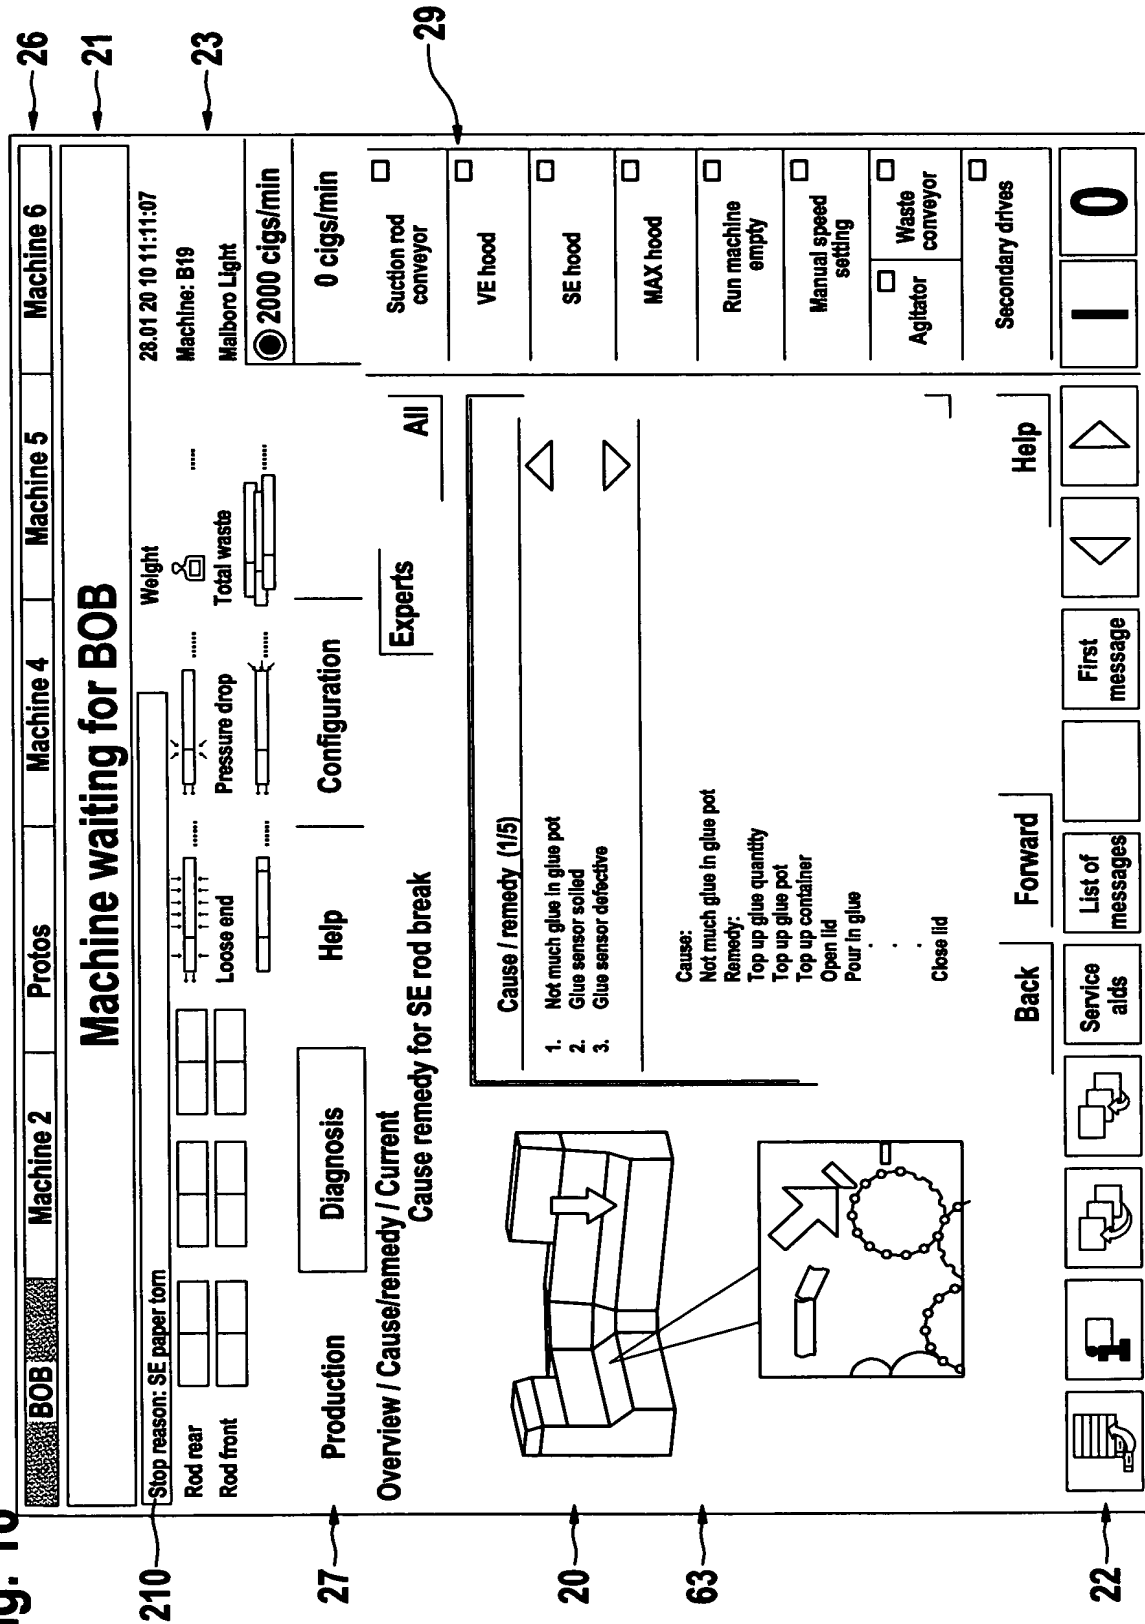 26
21
23
29
BOB
Machine 2
Protos
Machine 4
Machine 5
Machine 6
Machine waiting for BOB
210
Stop reason: SE paper torn
Rod rear
Rod front
Loose end
Pressure drop
Weight
Total waste
28.01 20 10 11:11:07
Machine: B19
Malboro Light
2000 cigs/min
0 cigs/min
27
Production
Diagnosis
Help
Configuration
Overview / Cause/remedy / Current
Cause remedy for SE rod break
Experts
All
Cause / remedy (1/5)
1. Not much glue in glue pot
2. Glue sensor soiled
3. Glue sensor defective
Cause:
Not much glue in glue pot
Remedy:
Top up glue quantity
Top up glue pot
Top up container
Open lid
Pour in glue
. . .
Close lid
20
63
Back
Forward
Help
Suction rod
conveyor
VE hood
SE hood
MAX hood
Run machine
empty
Manual speed
setting
Agitator
Waste
conveyor
Secondary drives
22
Service
aids
List of
messages
First
message
I
0